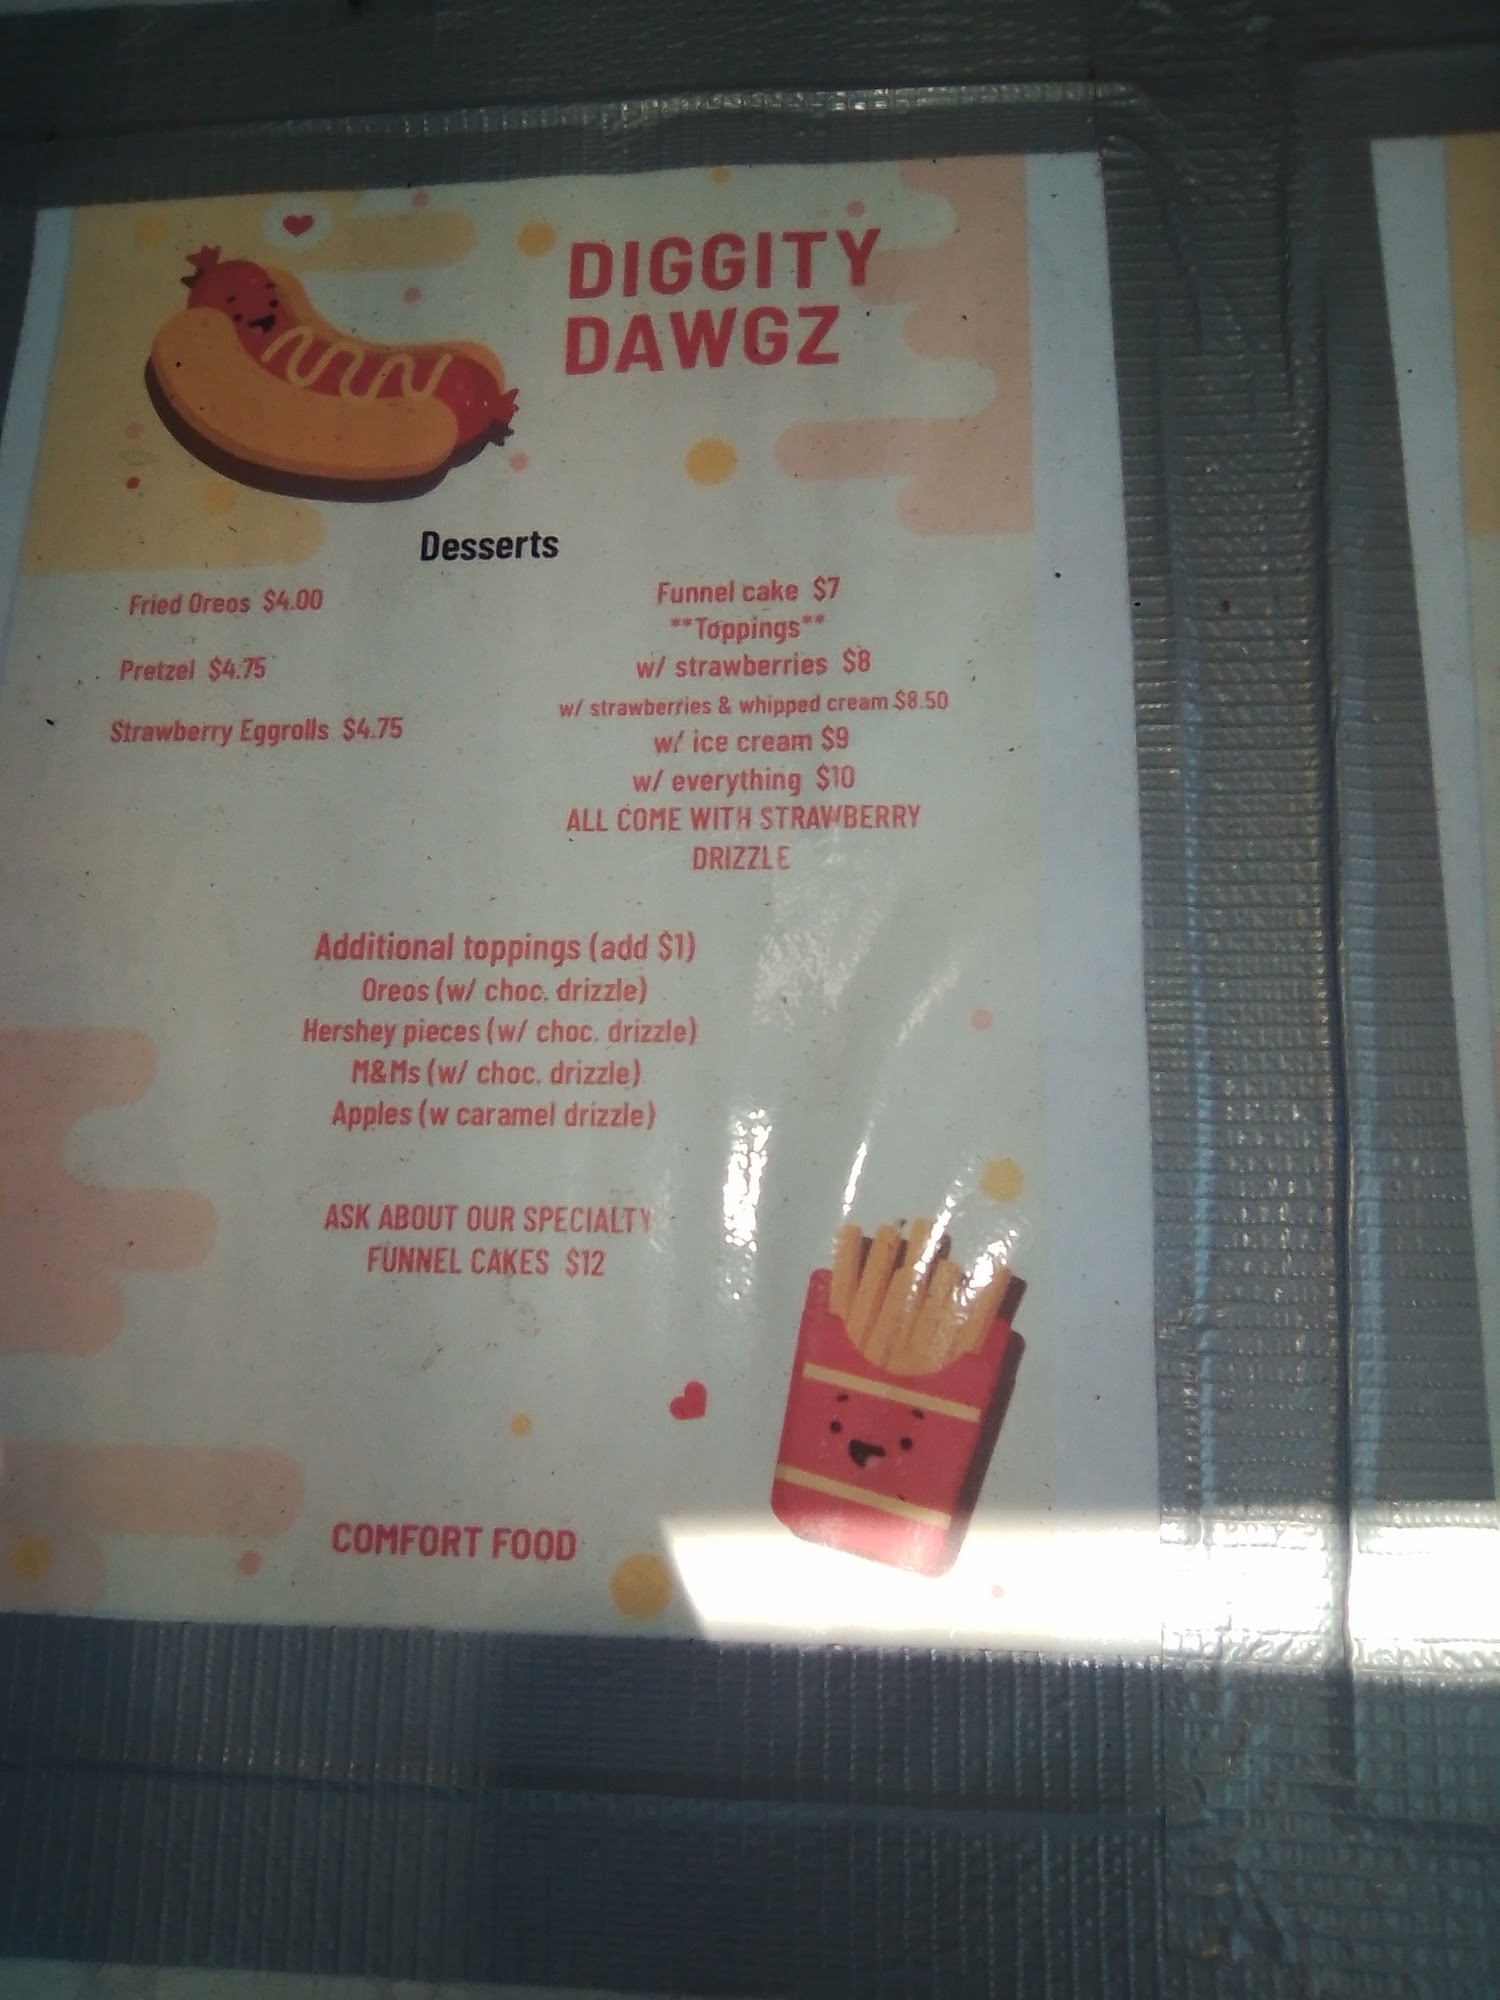 DIGGITY
DAWGZ
Desserts
Fried Oreos $4.00
Pretzel $4.75
Strawberry Eggrolls $4.75
Funnel cake $7
**Toppings**
w/ strawberries $8
w/ strawberries & whipped cream $8.50
w/ ice cream $9
w/ everything $10
ALL COME WITH STRAWBERRY
DRIZZLE
Additional toppings (add $1)
Oreos (w/ choc. drizzle)
Hershey pieces (w/ choc. drizzle)
M&Ms (w/ choc. drizzle)
Apples (w caramel drizzle)
ASK ABOUT OUR SPECIALTY
FUNNEL CAKES $12
COMFORT FOOD